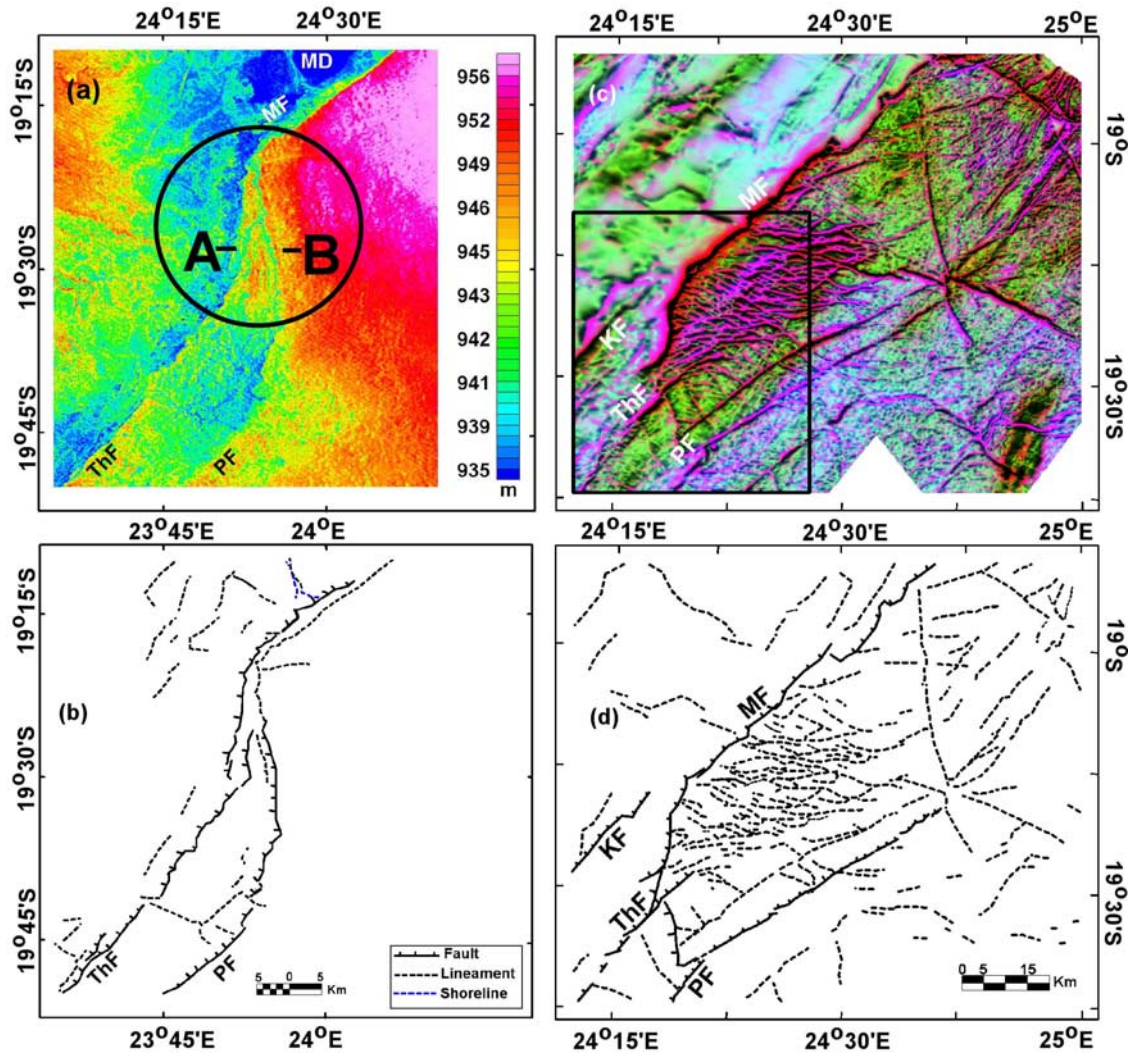 24°15'E 24°30'E
(a)
MD
MF
A
B
ThF
PF
19°15'S
19°30'S
19°45'S
956
952
949
946
945
943
942
941
939
935
m
23°45'E 24°E
24°15'E 24°30'E 25°E
(c)
MF
KF
ThF
PF
19°S
19°30'S
24°15'E 24°30'E 25°E
(b)
19°15'S
19°30'S
19°45'S
ThF
PF
Fault
Lineament
Shoreline
5 0 5
Km
23°45'E 24°E
(d)
MF
KF
ThF
PF
19°S
19°30'S
0 5 15
Km
24°15'E 24°30'E 25°E